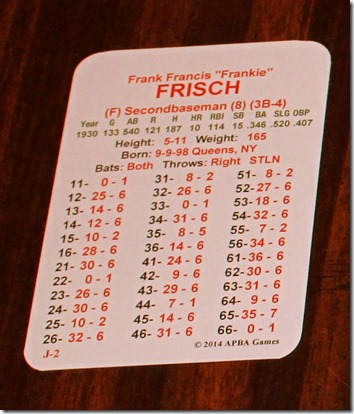 Frank Francis "Frankie"
FRISCH
(F) Secondbaseman (8) (3B-4)
Year G AB R H HR RBI SB BA SLG OBP
1930 133 540 121 187 10 114 15 .346 .520 .407
Height: 5-11 Weight: 165
Born: 9-9-98 Queens, NY
Bats: Both Throws: Right STLN
11- 0 - 1 31- 8 - 2 51- 8 - 2
12- 25 - 6 32- 26 - 6 52- 27 - 6
13- 14 - 6 33- 0 - 1 53- 18 - 6
14- 12 - 6 34- 31 - 6 54- 32 - 6
15- 10 - 2 35- 8 - 5 55- 7 - 2
16- 28 - 6 36- 14 - 6 56- 34 - 6
21- 30 - 6 41- 24 - 6 61- 36 - 6
22- 0 - 1 42- 9 - 6 62- 30 - 6
23- 26 - 6 43- 29 - 6 63- 31 - 6
24- 30 - 6 44- 7 - 1 64- 9 - 6
25- 10 - 2 45- 14 - 6 65- 35 - 7
26- 32 - 6 46- 31 - 6 66- 0 - 1
J-2 © 2014 APBA Games